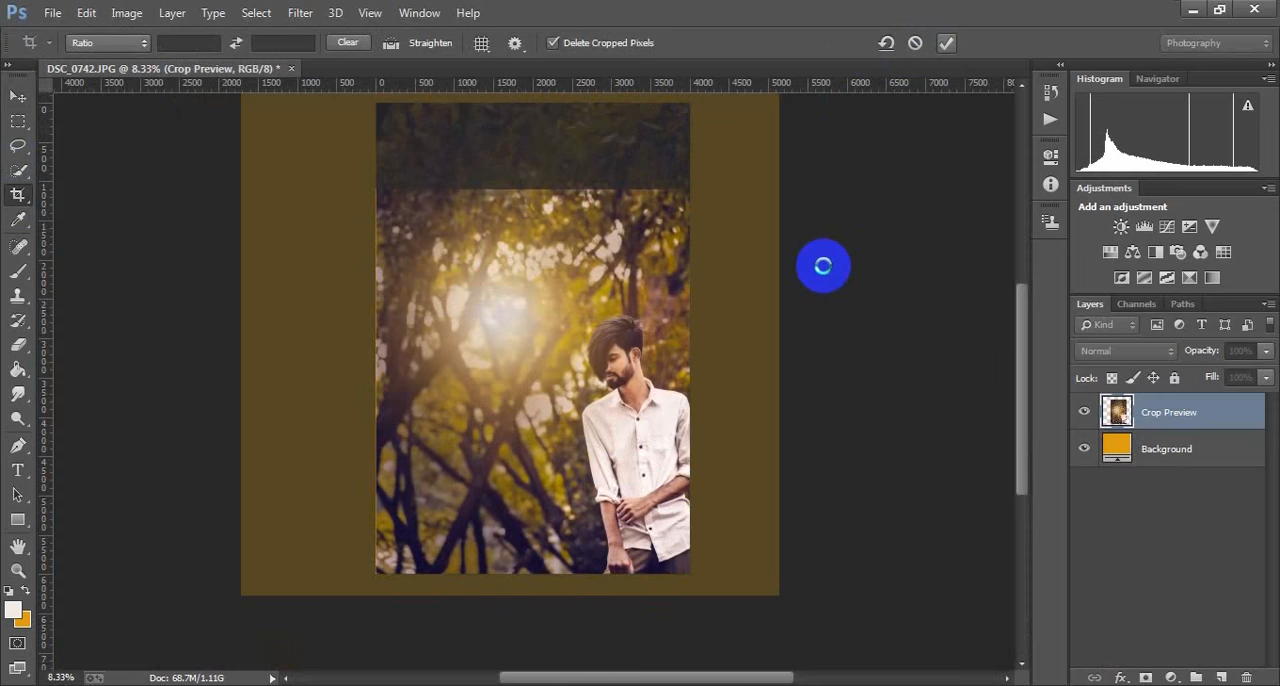 Ps File Edit Image Layer Type Select Filter 3D View Window Help
Ratio Clear Straighten Delete Cropped Pixels Photography
DSC_0742.JPG @ 8.33% (Crop Preview, RGB/8) * ×
4000 3500 3000 2500 2000 1500 1000 500 0 500 1000 1500 2000 2500 3000 3500 4000 4500 5000 5500 6000 6500 7000 7500
Histogram Navigator
Adjustments
Add an adjustment
Layers Channels Paths
Kind
Normal Opacity: 100%
Lock: Fill: 100%
Crop Preview
Background
T
8.33% Doc: 68.7M/1.11G